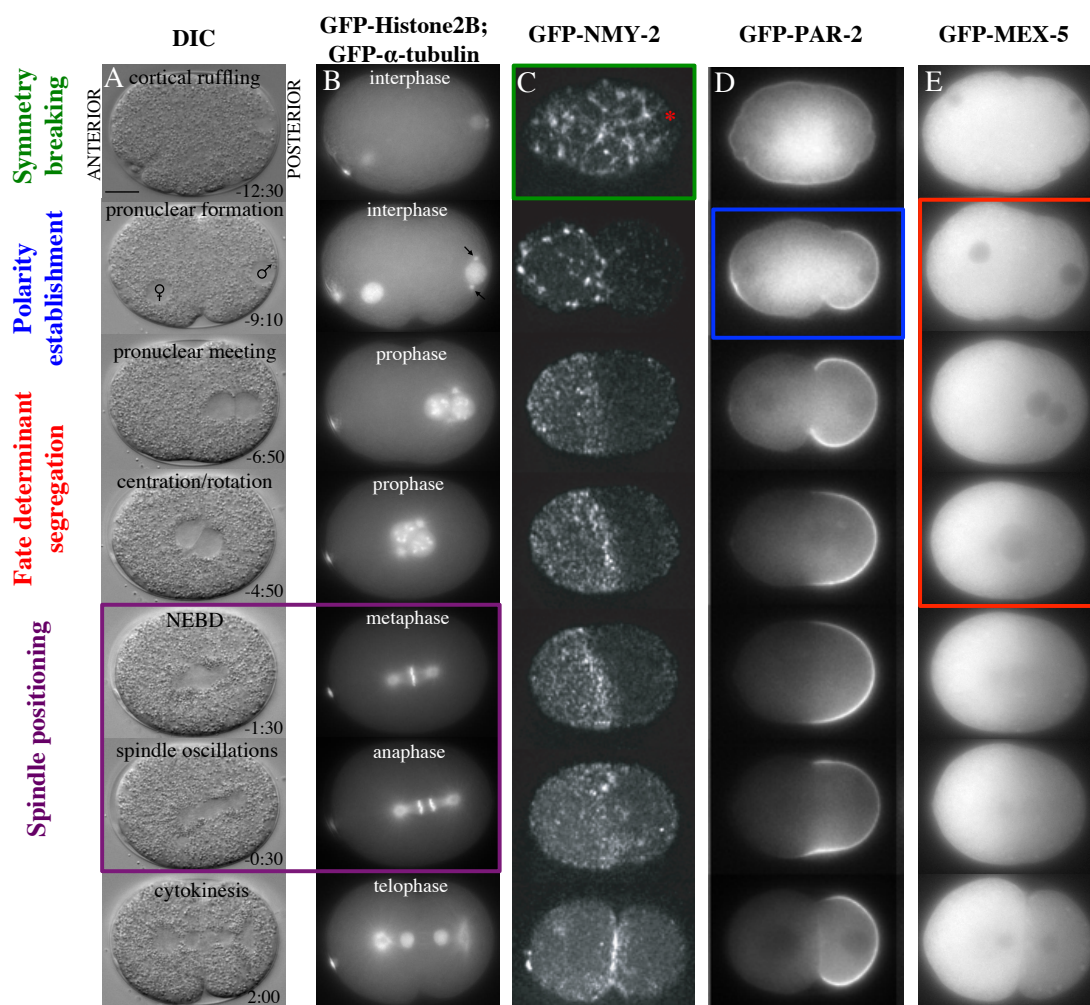 DIC
GFP-Histone2B;
GFP-α-tubulin
GFP-NMY-2
GFP-PAR-2
GFP-MEX-5
Symmetry
breaking
ANTERIOR
A
cortical ruffling
-12:30
POSTERIOR
B
interphase
C
*
D
E
Polarity
establishment
pronuclear formation
♀
♂
-9:10
interphase
Fate determinant
segregation
pronuclear meeting
-6:50
prophase
centration/rotation
-4:50
prophase
Spindle positioning
NEBD
-1:30
metaphase
spindle oscillations
-0:30
anaphase
cytokinesis
2:00
telophase